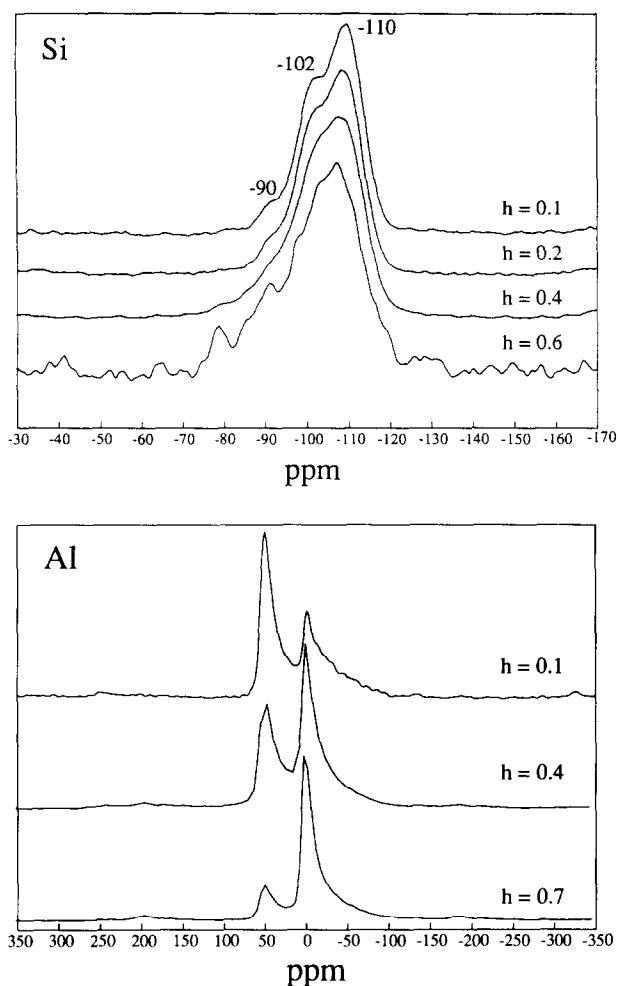 Si
-110
-102
-90
h = 0.1
h = 0.2
h = 0.4
h = 0.6
-30 -40 -50 -60 -70 -80 -90 -100 -110 -120 -130 -140 -150 -160 -170
ppm
Al
h = 0.1
h = 0.4
h = 0.7
350 300 250 200 150 100 50 0 -50 -100 -150 -200 -250 -300 -350
ppm